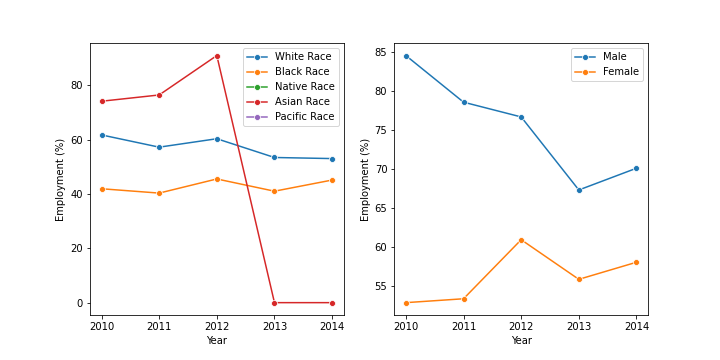 White Race
Black Race
Native Race
Asian Race
Pacific Race
80
60
40
20
0
Employment (%)
2010 2011 2012 2013 2014
Year
Male
Female
85
80
75
70
65
60
55
Employment (%)
2010 2011 2012 2013 2014
Year